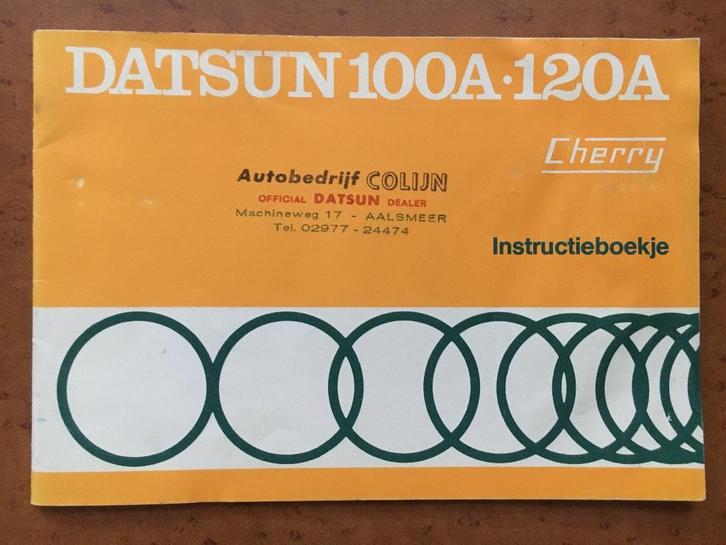 DATSUN 100A·120A
Cherry
Autobedrijf COLIJN
OFFICIAL DATSUN DEALER
Machineweg 17 - AALSMEER
Tel. 02977 - 24474
Instructieboekje